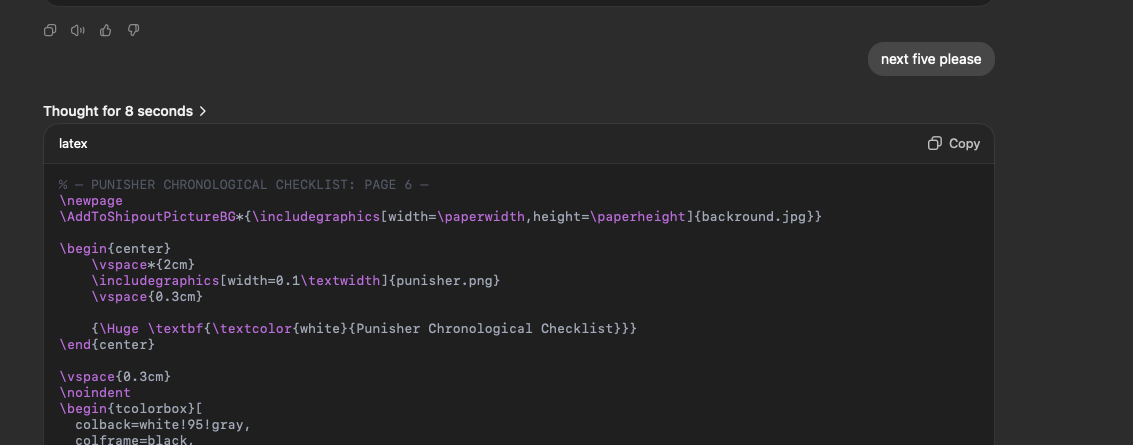 next five please
Thought for 8 seconds >
latex
Copy
% — PUNISHER CHRONOLOGICAL CHECKLIST: PAGE 6 —
\newpage
\AddToShipoutPictureBG*{\includegraphics[width=\paperwidth,height=\paperheight]{backround.jpg}}
\begin{center}
    \vspace*{2cm}
    \includegraphics[width=0.1\textwidth]{punisher.png}
    \vspace{0.3cm}
    {\Huge \textbf{\textcolor{white}{Punisher Chronological Checklist}}}
\end{center}
\vspace{0.3cm}
\noindent
\begin{tcolorbox}[
  colback=white!95!gray,
  colframe=black,